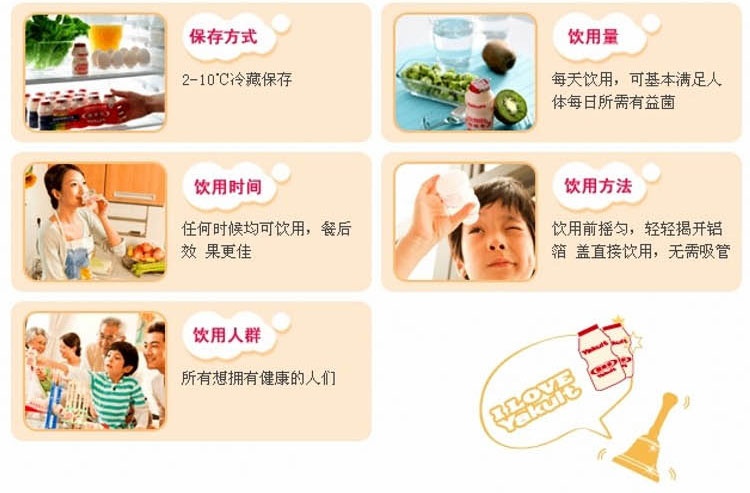 保存方式
2-10℃冷藏保存
饮用量
每天饮用，可基本满足人
体每日所需有益菌
饮用时间
任何时候均可饮用，餐后
效 果更佳
饮用方法
饮用前摇匀，轻轻揭开铝
箔 盖直接饮用，无需吸管
饮用人群
所有想拥有健康的人们
I LOVE
Yakult
Yakult
Yakult